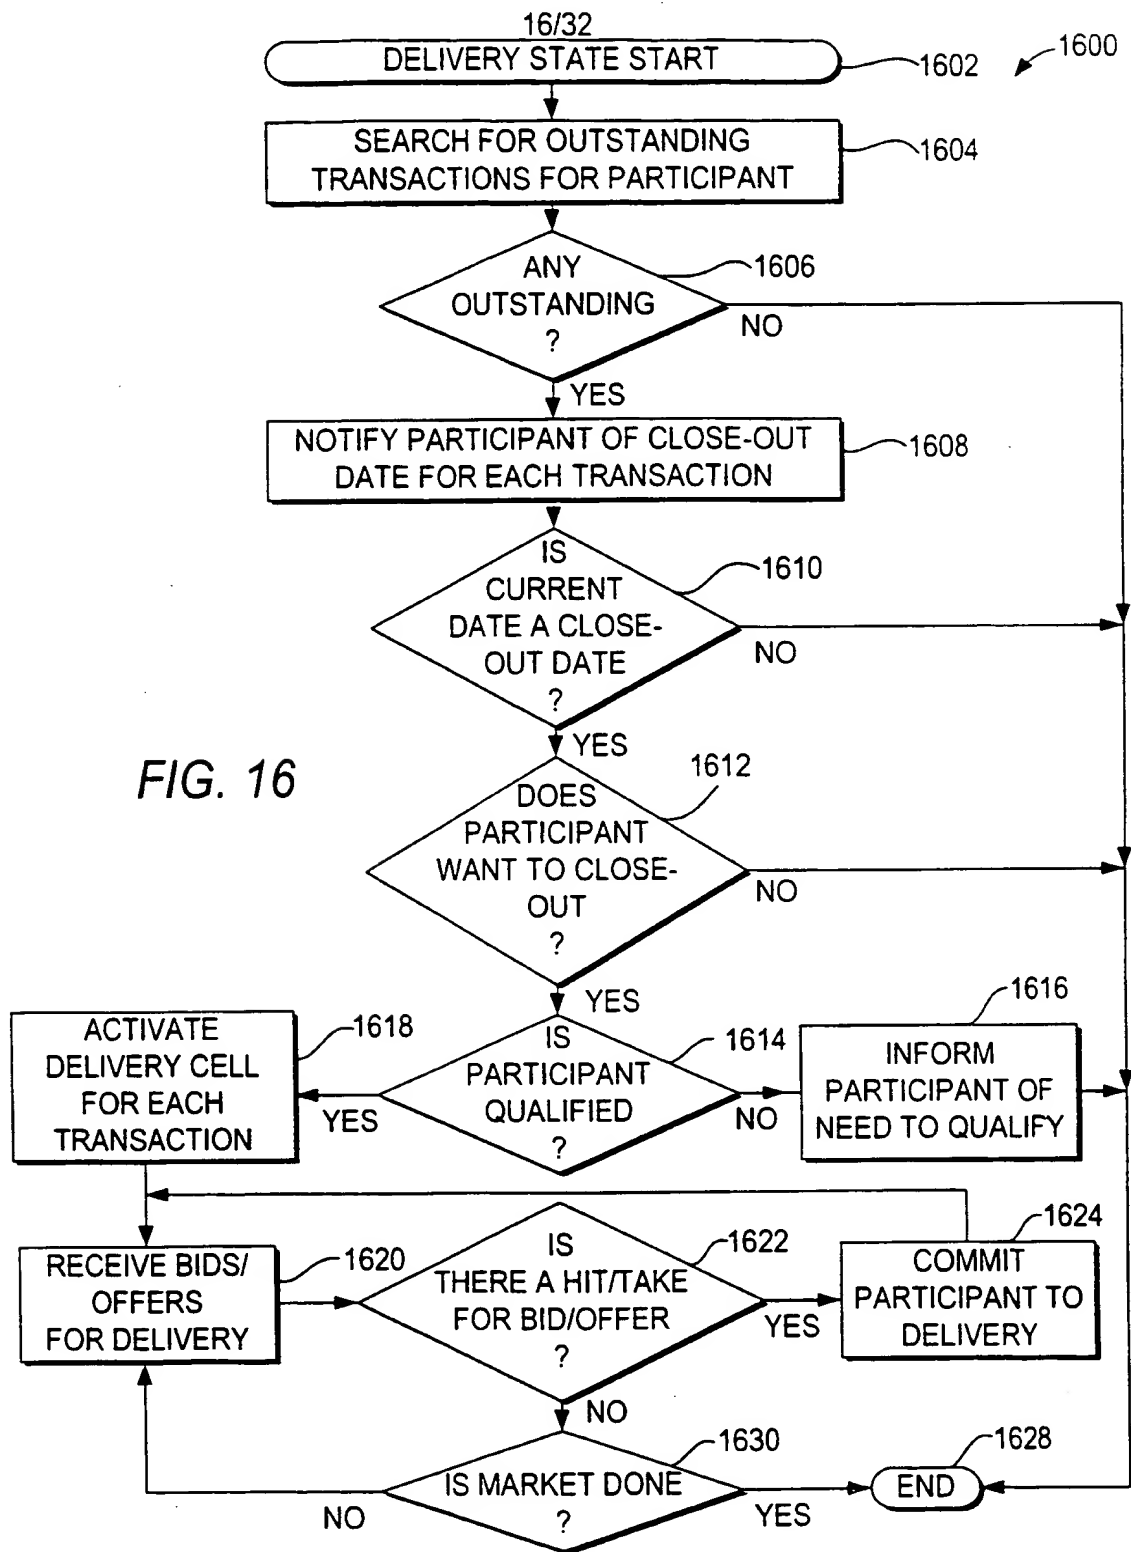 16/32
DELIVERY STATE START
1602
1600
SEARCH FOR OUTSTANDING
TRANSACTIONS FOR PARTICIPANT
1604
ANY
OUTSTANDING
?
1606
NO
YES
NOTIFY PARTICIPANT OF CLOSE-OUT
DATE FOR EACH TRANSACTION
1608
IS
CURRENT
DATE A CLOSE-
OUT DATE
?
1610
NO
YES
FIG. 16
DOES
PARTICIPANT
WANT TO CLOSE-
OUT
?
1612
NO
YES
ACTIVATE
DELIVERY CELL
FOR EACH
TRANSACTION
1618
YES
IS
PARTICIPANT
QUALIFIED
?
1614
NO
INFORM
PARTICIPANT OF
NEED TO QUALIFY
1616
RECEIVE BIDS/
OFFERS
FOR DELIVERY
1620
IS
THERE A HIT/TAKE
FOR BID/OFFER
?
1622
YES
COMMIT
PARTICIPANT TO
DELIVERY
1624
NO
IS MARKET DONE
?
1630
NO
YES
END
1628